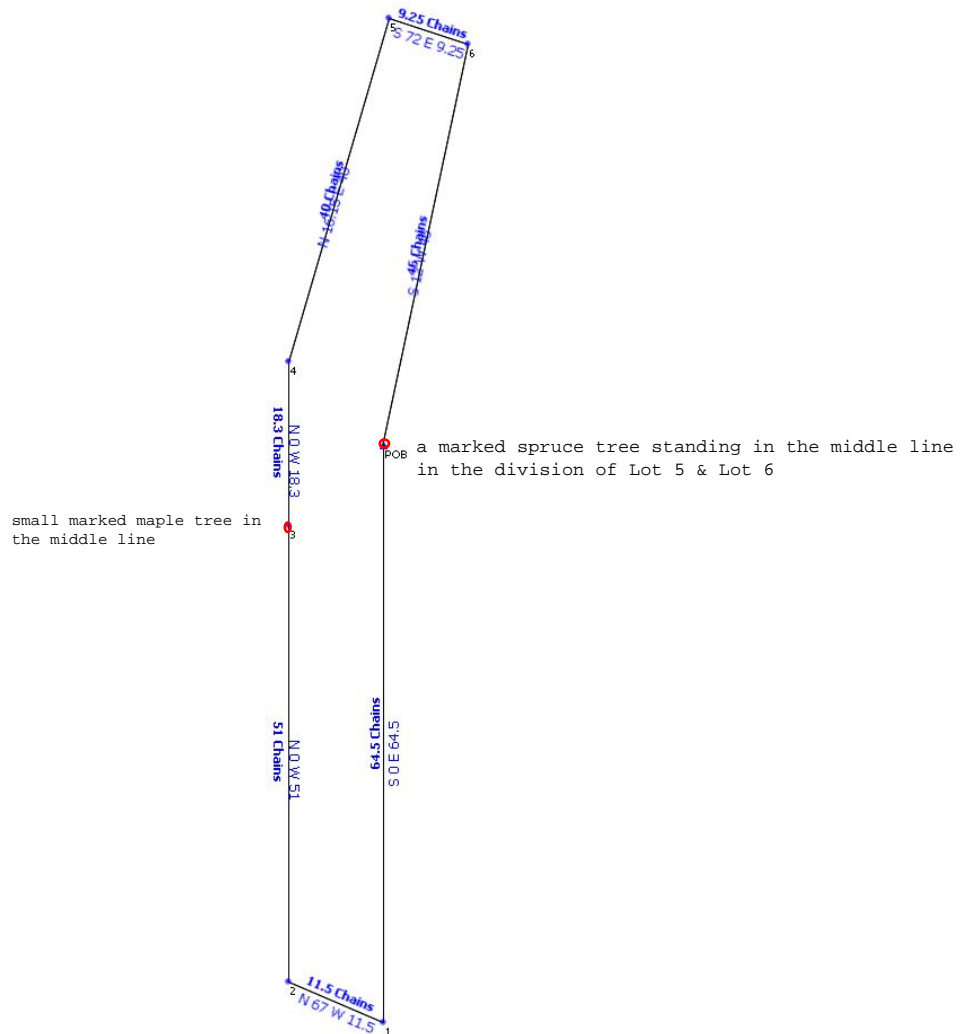 9.25 Chains
5
S 72 E 9.25
6
40 Chains
46 Chains
4
18.3 Chains
N 0 W 18.3
POB
a marked spruce tree standing in the middle line
in the division of Lot 5 & Lot 6
small marked maple tree in
the middle line
3
64.5 Chains
S 0 E 64.5
51 Chains
N 0 W 51
2
11.5 Chains
N 67 W 11.5
1